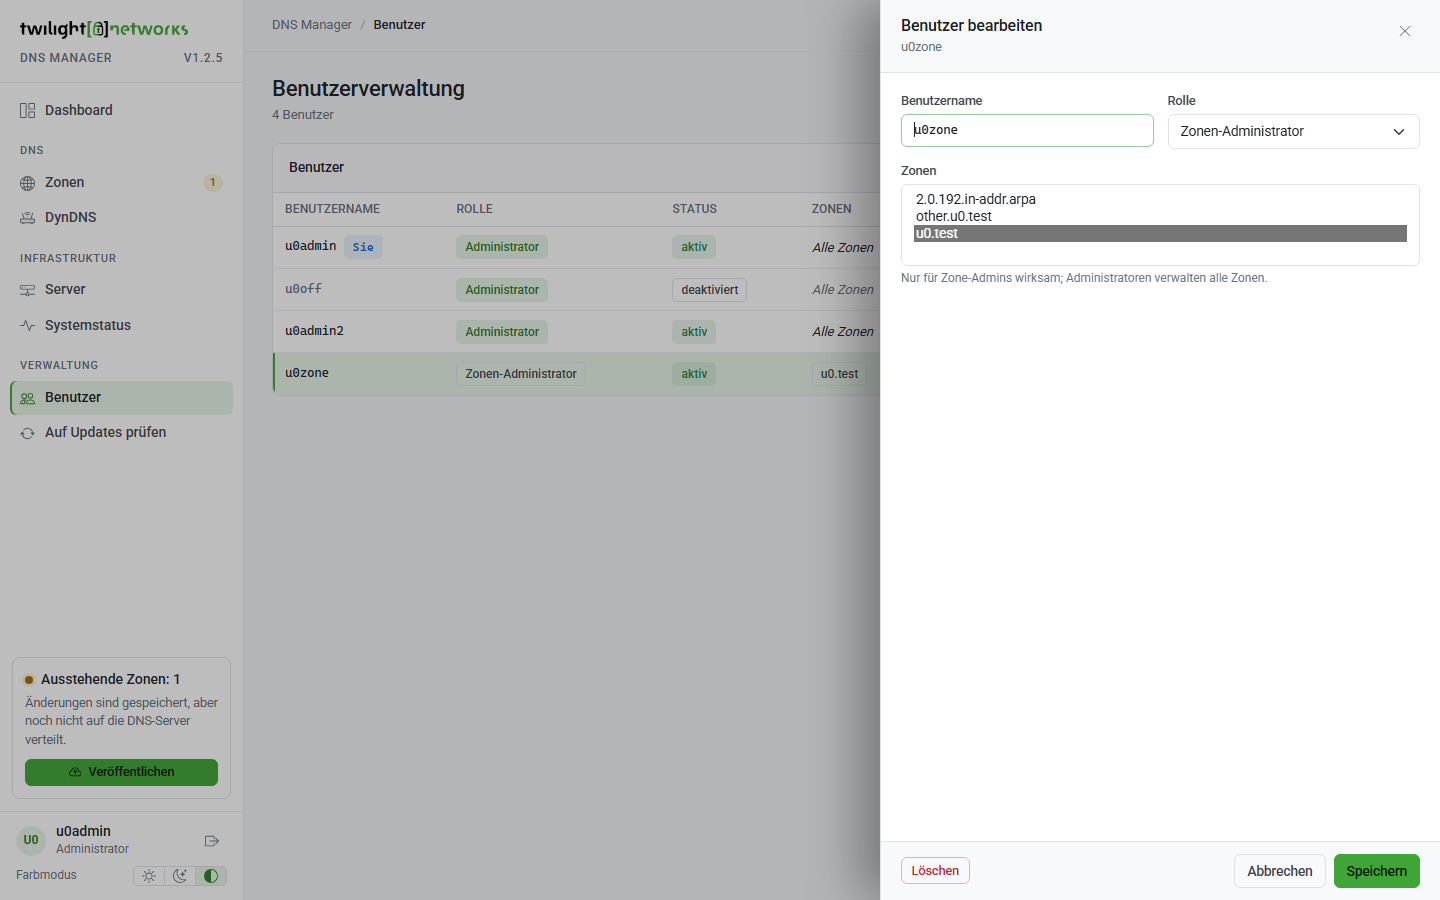 twilight[]networks
DNS MANAGER V1.2.5
Dashboard
DNS
Zonen 1
DynDNS
INFRASTRUKTUR
Server
Systemstatus
VERWALTUNG
Benutzer
Auf Updates prüfen
Ausstehende Zonen: 1
Änderungen sind gespeichert, aber
noch nicht auf die DNS-Server
verteilt.
Veröffentlichen
U0 u0admin
Administrator
Farbmodus
DNS Manager / Benutzer
Benutzerverwaltung
4 Benutzer
Benutzer
BENUTZERNAME ROLLE STATUS ZONEN
u0admin Sie Administrator aktiv Alle Zonen
u0off Administrator deaktiviert Alle Zonen
u0admin2 Administrator aktiv Alle Zonen
u0zone Zonen-Administrator aktiv u0.test
Benutzer bearbeiten
u0zone
Benutzername Rolle
u0zone Zonen-Administrator
Zonen
2.0.192.in-addr.arpa
other.u0.test
u0.test
Nur für Zone-Admins wirksam; Administratoren verwalten alle Zonen.
Löschen Abbrechen Speichern